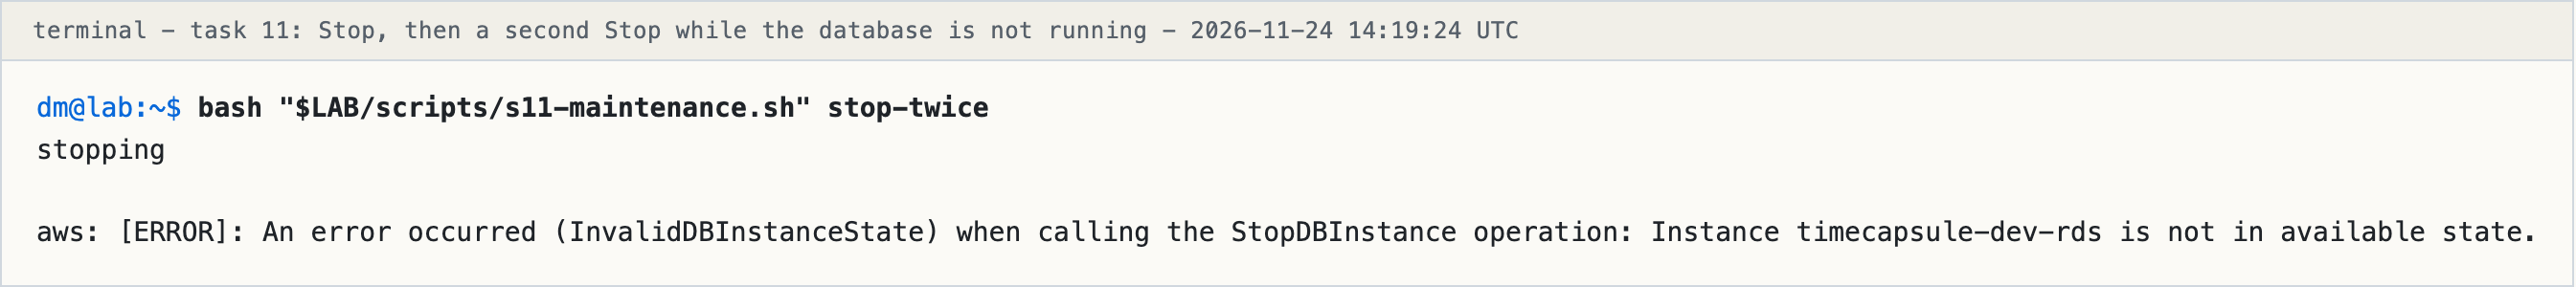 terminal – task 11: Stop, then a second Stop while the database is not running – 2026-11-24 14:19:24 UTC
dm@lab:~$ bash "$LAB/scripts/s11-maintenance.sh" stop-twice
stopping
aws: [ERROR]: An error occurred (InvalidDBInstanceState) when calling the StopDBInstance operation: Instance timecapsule-dev-rds is not in available state.